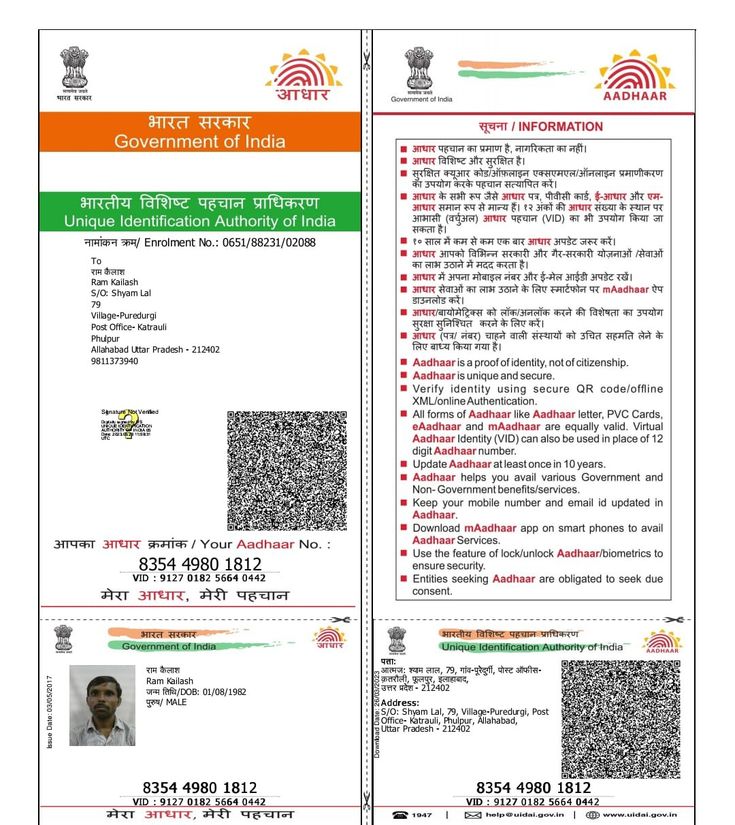 भारत सरकार
आधार
भारत सरकार
Government of India
भारतीय विशिष्ट पहचान प्राधिकरण
Unique Identification Authority of India
नामांकन क्रम/ Enrolment No.: 0651/88231/02088
To
राम कैलाश
Ram Kailash
S/O: Shyam Lal
79
Village-Puredurgi
Post Office- Katrauli
Phulpur
Allahabad Uttar Pradesh - 212402
9811373940
Signature Not Verified
आपका आधार क्रमांक / Your Aadhaar No. :
8354 4980 1812
VID : 9127 0182 5664 0442
मेरा आधार, मेरी पहचान
Government of India
AADHAAR
सूचना / INFORMATION
आधार पहचान का प्रमाण है, नागरिकता का नहीं।
आधार विशिष्ट और सुरक्षित है।
सुरक्षित क्यूआर कोड/ऑफ़लाइन एक्सएमएल/ऑनलाइन प्रमाणीकरण
का उपयोग करके पहचान सत्यापित करें।
आधार के सभी रूप जैसे आधार पत्र, पीवीसी कार्ड, ई-आधार और एम-
आधार समान रूप से मान्य हैं। १२ अंकों की आधार संख्या के स्थान पर
आभासी (वर्चुअल) आधार पहचान (VID) का भी उपयोग किया जा
सकता है।
१० साल में कम से कम एक बार आधार अपडेट जरूर करें।
आधार आपको विभिन्न सरकारी और गैर-सरकारी योजनाओं /सेवाओं
का लाभ उठाने में मदद करता है।
आधार में अपना मोबाइल नंबर और ई-मेल आईडी अपडेट रखें।
आधार सेवाओं का लाभ उठाने के लिए स्मार्टफोन पर mAadhaar ऐप
डाउनलोड करें।
आधार/बायोमेट्रिक्स को लॉक/अनलॉक करने की विशेषता का उपयोग
सुरक्षा सुनिश्चित करने के लिए करें।
आधार (पत्र/ नंबर) चाहने वाली संस्थायों को उचित सहमति लेने के
लिए बाध्य किया गया है।
Aadhaar is a proof of identity, not of citizenship.
Aadhaar is unique and secure.
Verify identity using secure QR code/offline
XML/online Authentication.
All forms of Aadhaar like Aadhaar letter, PVC Cards,
eAadhaar and mAadhaar are equally valid. Virtual
Aadhaar Identity (VID) can also be used in place of 12
digit Aadhaar number.
Update Aadhaar at least once in 10 years.
Aadhaar helps you avail various Government and
Non- Government benefits/services.
Keep your mobile number and email id updated in
Aadhaar.
Download mAadhaar app on smart phones to avail
Aadhaar Services.
Use the feature of lock/unlock Aadhaar/biometrics to
ensure security.
Entities seeking Aadhaar are obligated to seek due
consent.
भारत सरकार
Government of India
आधार
Issue Date: 03/05/2017
राम कैलाश
Ram Kailash
जन्म तिथि/DOB: 01/08/1982
पुरुष/ MALE
8354 4980 1812
VID : 9127 0182 5664 0442
मेरा आधार, मेरी पहचान
भारतीय विशिष्ट पहचान प्राधिकरण
Unique Identification Authority of India
AADHAAR
पता:
आत्मज: श्याम लाल, 79, गांव-पूरेदुर्गी, पोस्ट ऑफीस-
कतरौली, फूलपुर, इलाहाबाद,
उत्तर प्रदेश - 212402
Address:
S/O: Shyam Lal, 79, Village-Puredurgi, Post
Office- Katrauli, Phulpur, Allahabad,
Uttar Pradesh - 212402
8354 4980 1812
VID : 9127 0182 5664 0442
1947 | help@uidai.gov.in | www.uidai.gov.in